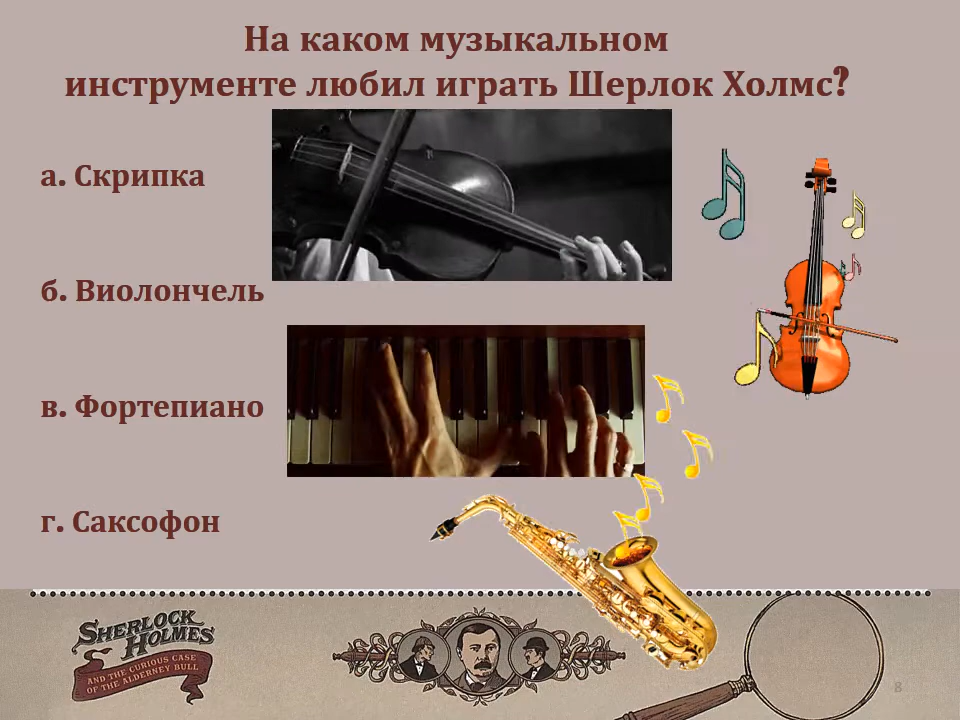 На каком музыкальном
инструменте любил играть Шерлок Холмс?
а. Скрипка
б. Виолончель
в. Фортепиано
г. Саксофон
SHERLOCK
HOLMES
AND THE CURIOUS CASE
OF THE ALDERNEY BULL
8